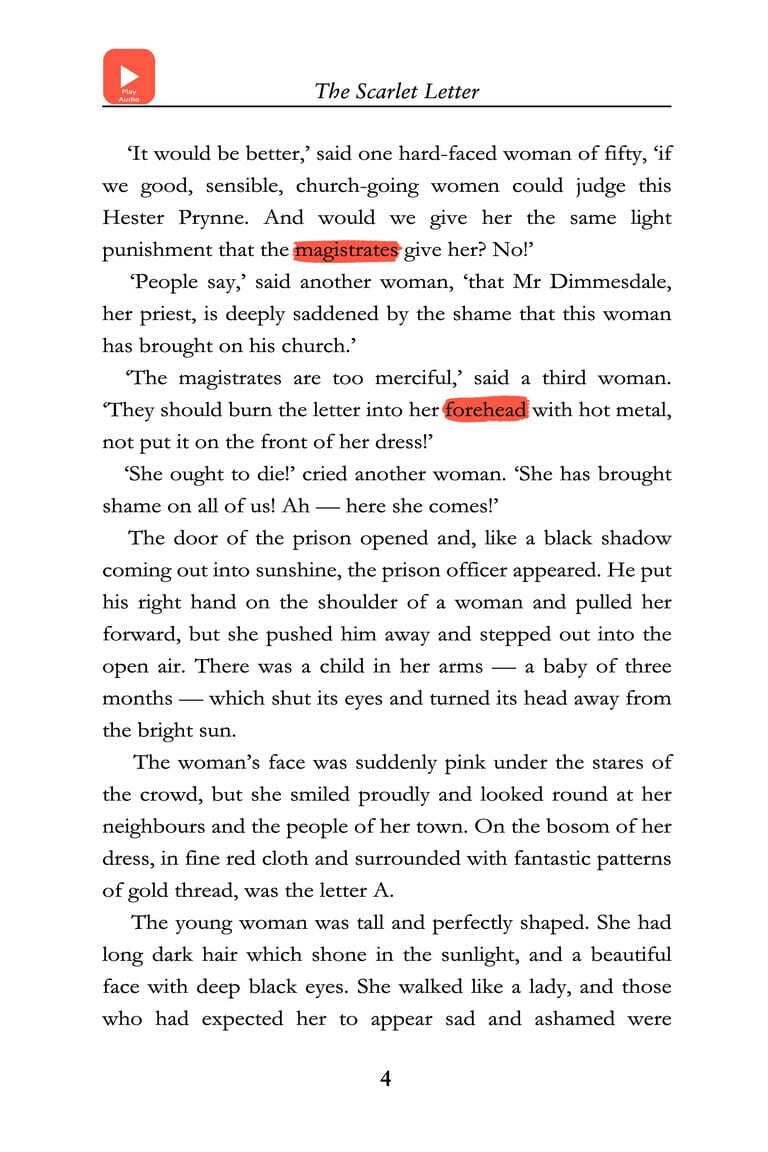 Play
Audio
The Scarlet Letter
‘It would be better,’ said one hard-faced woman of fifty, ‘if
we good, sensible, church-going women could judge this
Hester Prynne. And would we give her the same light
punishment that the magistrates give her? No!’
‘People say,’ said another woman, ‘that Mr Dimmesdale,
her priest, is deeply saddened by the shame that this woman
has brought on his church.’
‘The magistrates are too merciful,’ said a third woman.
‘They should burn the letter into her forehead with hot metal,
not put it on the front of her dress!’
‘She ought to die!’ cried another woman. ‘She has brought
shame on all of us! Ah — here she comes!’
The door of the prison opened and, like a black shadow
coming out into sunshine, the prison officer appeared. He put
his right hand on the shoulder of a woman and pulled her
forward, but she pushed him away and stepped out into the
open air. There was a child in her arms — a baby of three
months — which shut its eyes and turned its head away from
the bright sun.
The woman’s face was suddenly pink under the stares of
the crowd, but she smiled proudly and looked round at her
neighbours and the people of her town. On the bosom of her
dress, in fine red cloth and surrounded with fantastic patterns
of gold thread, was the letter A.
The young woman was tall and perfectly shaped. She had
long dark hair which shone in the sunlight, and a beautiful
face with deep black eyes. She walked like a lady, and those
who had expected her to appear sad and ashamed were
4